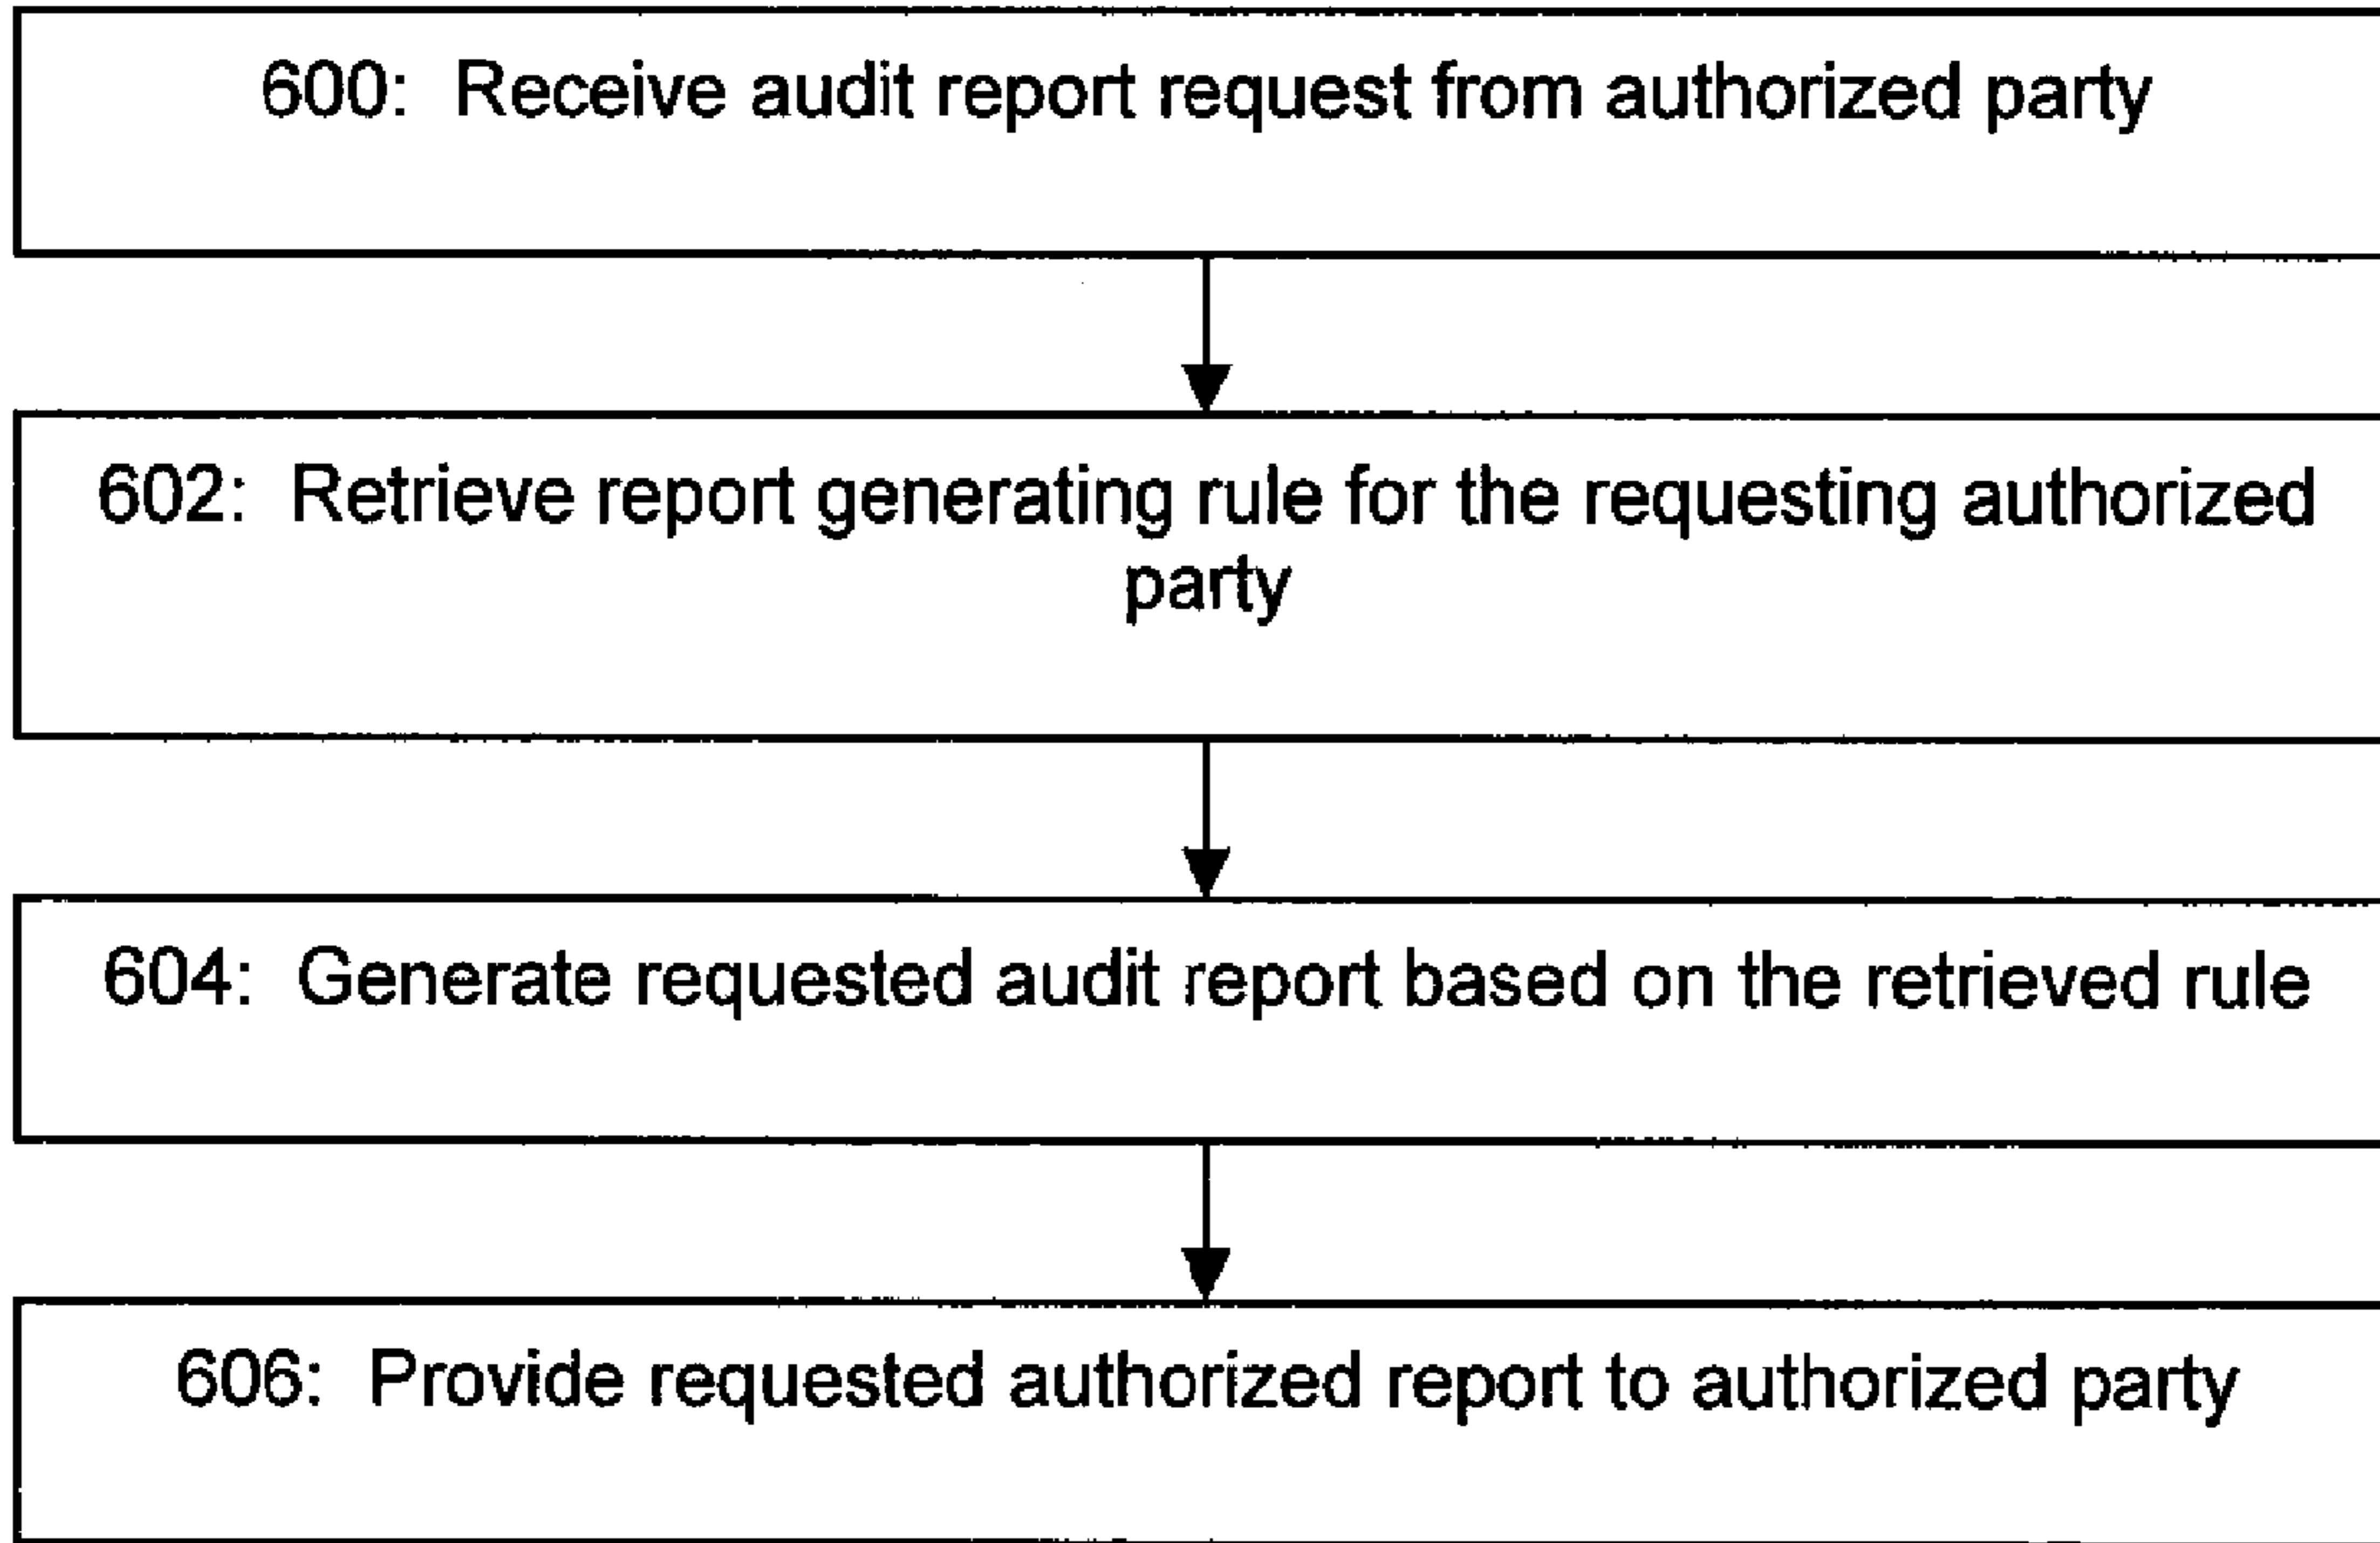 600: Receive audit report request from authorized party
602: Retrieve report generating rule for the requesting authorized
party
604: Generate requested audit report based on the retrieved rule
606: Provide requested authorized report to authorized party